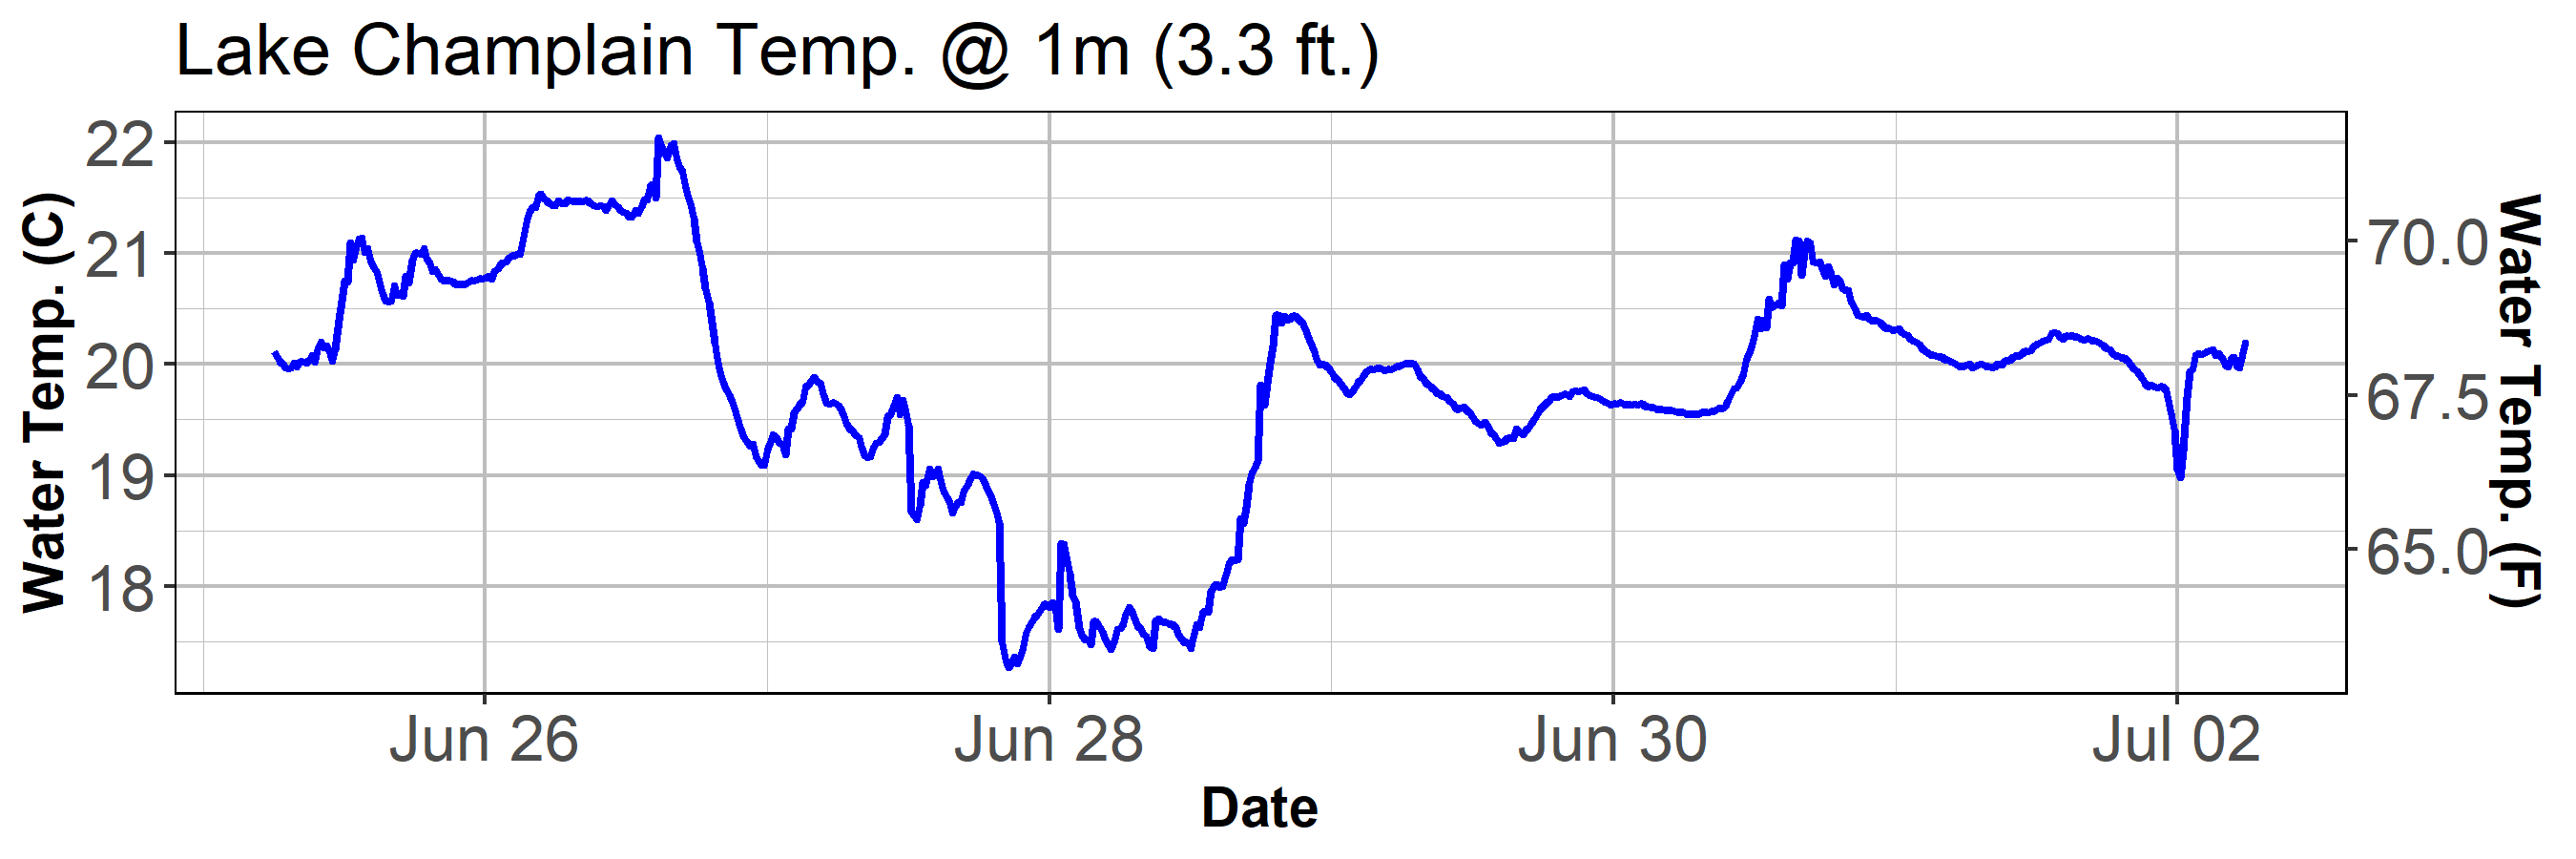 Lake Champlain Temp. @ 1m (3.3 ft.)
Water Temp. (C)
22
21
20
19
18
70.0
67.5
65.0
Water Temp. (F)
Jun 26
Jun 28
Jun 30
Jul 02
Date